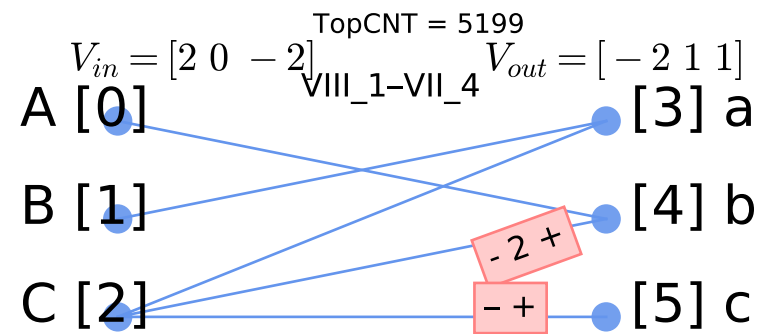 TopCNT = 5199
V_in = [2 0 − 2] V_out = [ − 2 1 1]
VIII_1–VII_4
A [0] [3] a
B [1] [4] b
- 2 +
C [2] – + [5] c